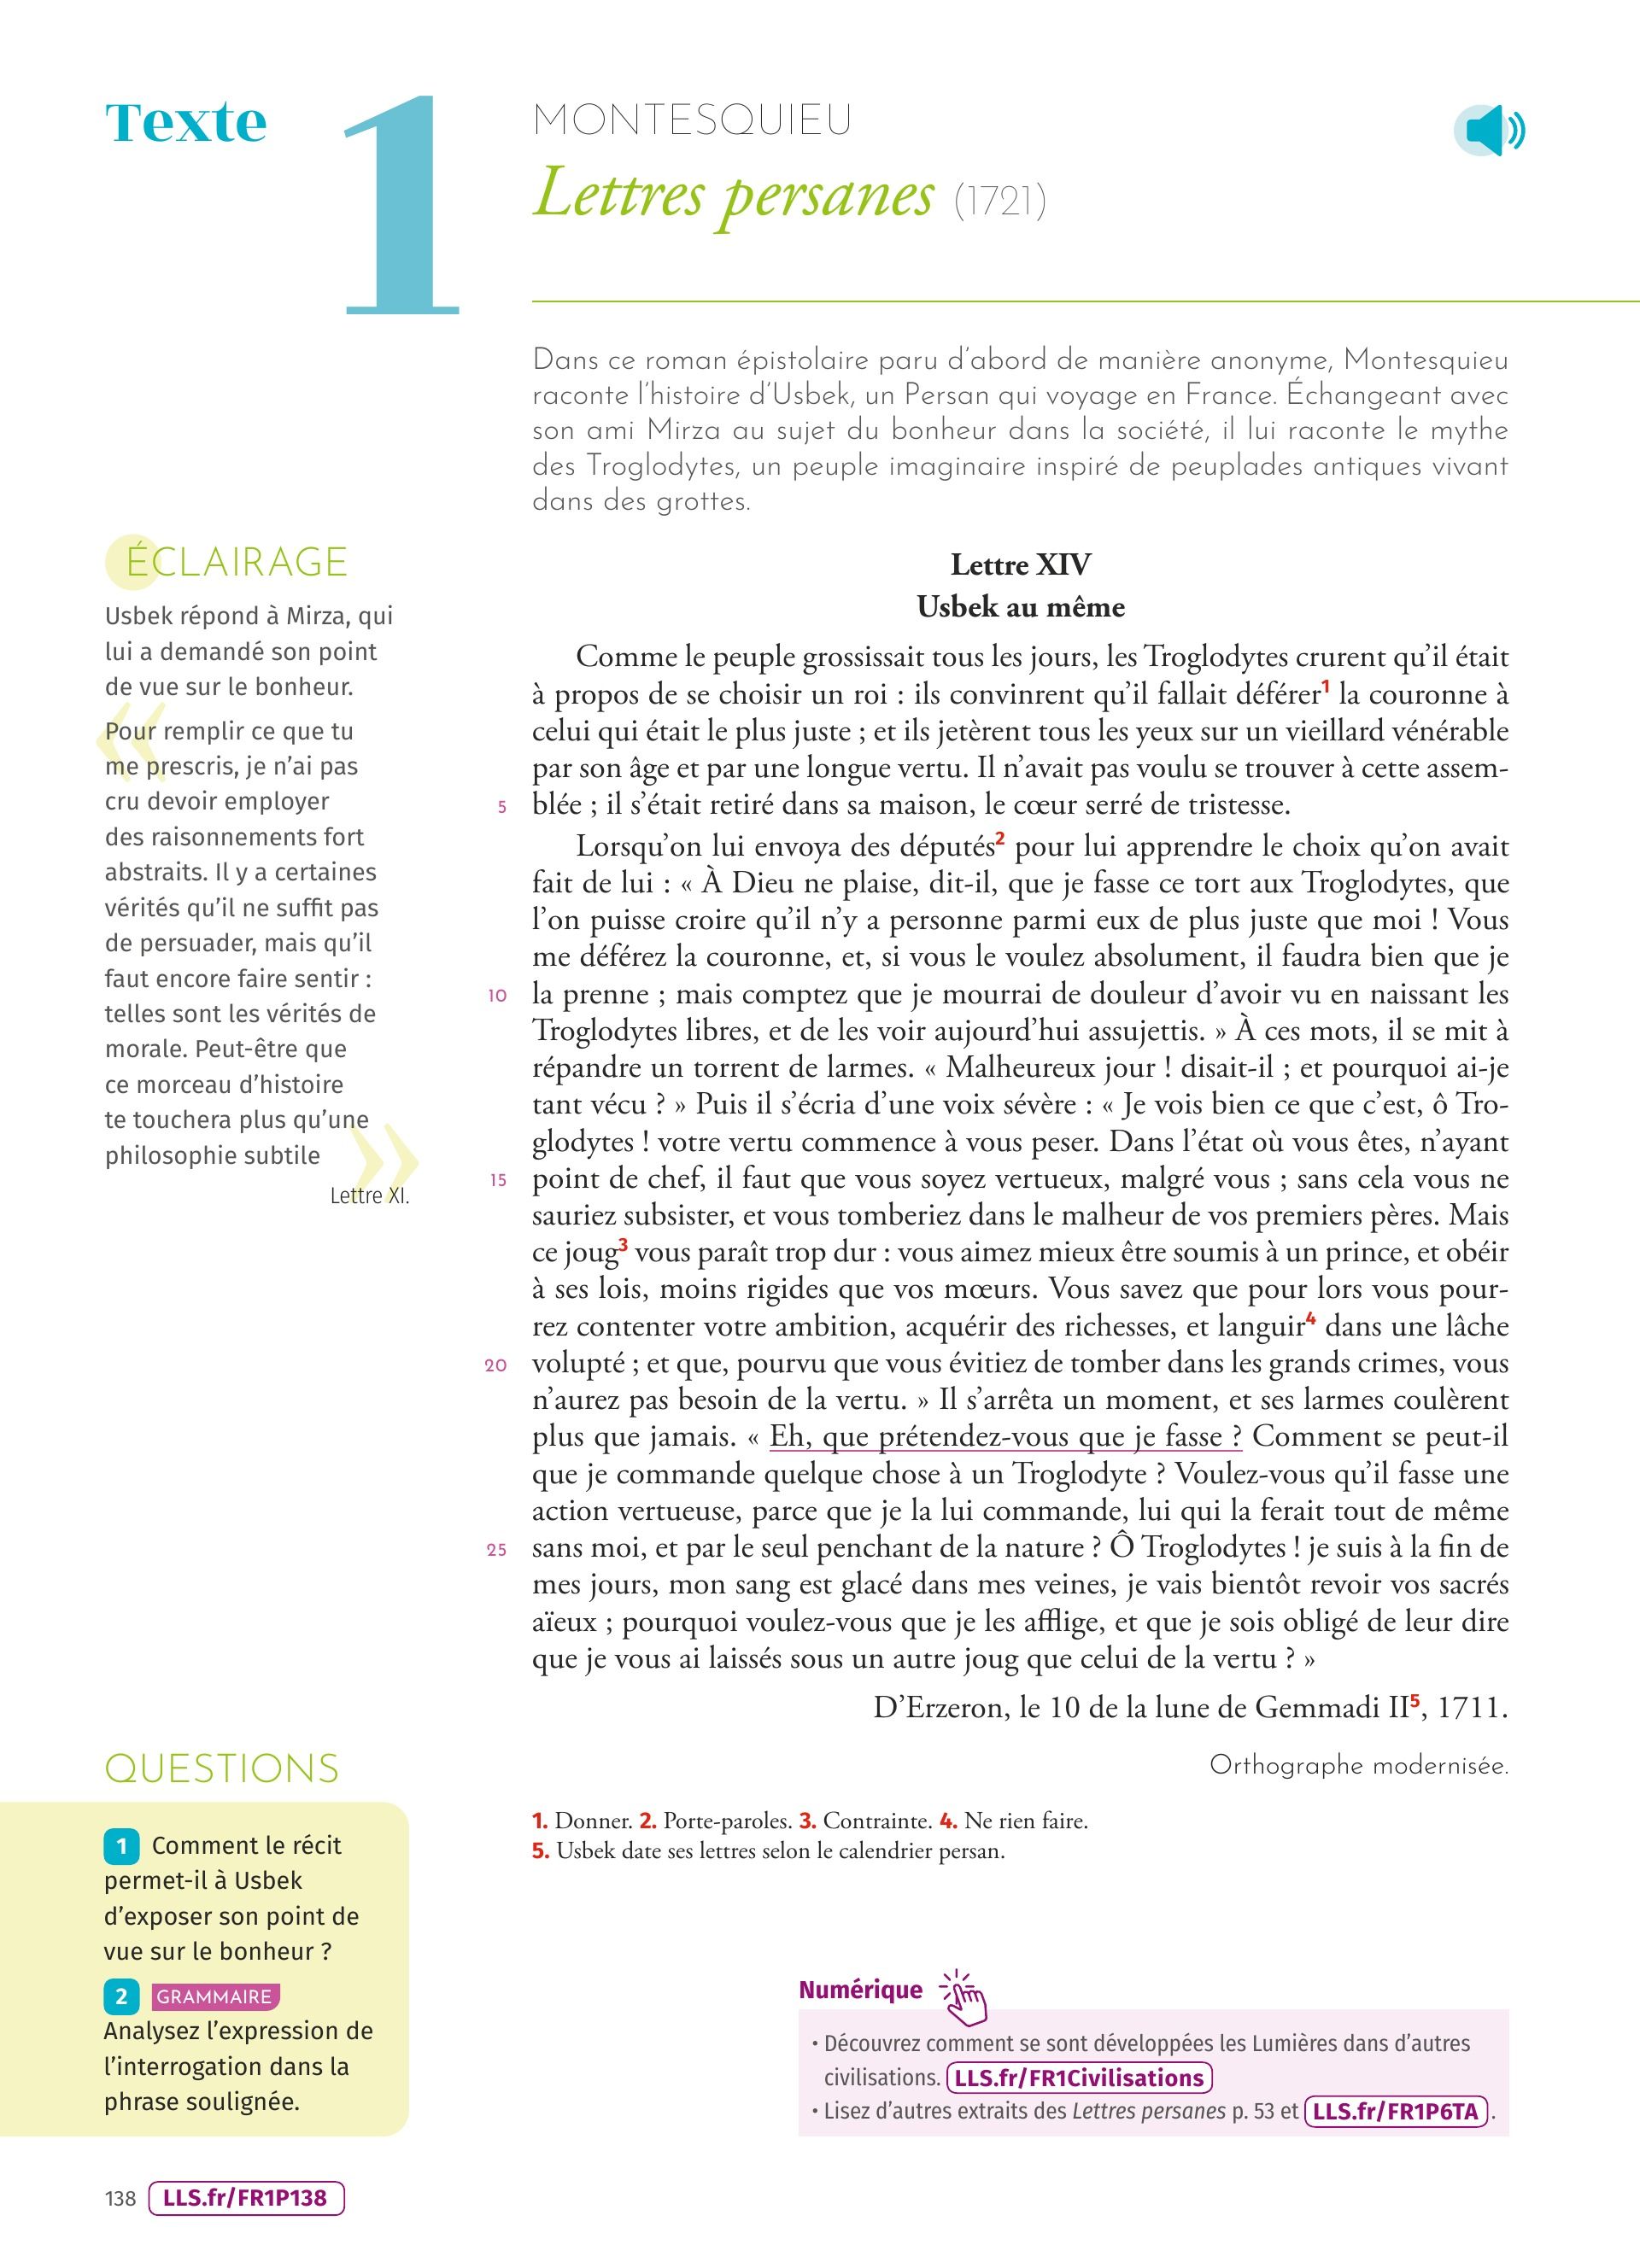 Texte 1
MONTESQUIEU
Lettres persanes (1721)
Dans ce roman épistolaire paru d’abord de manière anonyme, Montesquieu
raconte l’histoire d’Usbek, un Persan qui voyage en France. Échangeant avec
son ami Mirza au sujet du bonheur dans la société, il lui raconte le mythe
des Troglodytes, un peuple imaginaire inspiré de peuplades antiques vivant
dans des grottes.
ÉCLAIRAGE
Usbek répond à Mirza, qui
lui a demandé son point
de vue sur le bonheur.
«
Pour remplir ce que tu
me prescris, je n’ai pas
cru devoir employer
des raisonnements fort
abstraits. Il y a certaines
vérités qu’il ne suffit pas
de persuader, mais qu’il
faut encore faire sentir :
telles sont les vérités de
morale. Peut-être que
ce morceau d’histoire
te touchera plus qu’une
philosophie subtile
»
Lettre XI.
Lettre XIV
Usbek au même
Comme le peuple grossissait tous les jours, les Troglodytes crurent qu’il était
à propos de se choisir un roi : ils convinrent qu’il fallait déférer1 la couronne à
celui qui était le plus juste ; et ils jetèrent tous les yeux sur un vieillard vénérable
par son âge et par une longue vertu. Il n’avait pas voulu se trouver à cette assem-
5 blée ; il s’était retiré dans sa maison, le cœur serré de tristesse.
Lorsqu’on lui envoya des députés2 pour lui apprendre le choix qu’on avait
fait de lui : « À Dieu ne plaise, dit-il, que je fasse ce tort aux Troglodytes, que
l’on puisse croire qu’il n’y a personne parmi eux de plus juste que moi ! Vous
me déférez la couronne, et, si vous le voulez absolument, il faudra bien que je
10 la prenne ; mais comptez que je mourrai de douleur d’avoir vu en naissant les
Troglodytes libres, et de les voir aujourd’hui assujettis. » À ces mots, il se mit à
répandre un torrent de larmes. « Malheureux jour ! disait-il ; et pourquoi ai-je
tant vécu ? » Puis il s’écria d’une voix sévère : « Je vois bien ce que c’est, ô Tro-
glodytes ! votre vertu commence à vous peser. Dans l’état où vous êtes, n’ayant
15 point de chef, il faut que vous soyez vertueux, malgré vous ; sans cela vous ne
sauriez subsister, et vous tomberiez dans le malheur de vos premiers pères. Mais
ce joug3 vous paraît trop dur : vous aimez mieux être soumis à un prince, et obéir
à ses lois, moins rigides que vos mœurs. Vous savez que pour lors vous pour-
rez contenter votre ambition, acquérir des richesses, et languir4 dans une lâche
20 volupté ; et que, pourvu que vous évitiez de tomber dans les grands crimes, vous
n’aurez pas besoin de la vertu. » Il s’arrêta un moment, et ses larmes coulèrent
plus que jamais. « Eh, que prétendez-vous que je fasse ? Comment se peut-il
que je commande quelque chose à un Troglodyte ? Voulez-vous qu’il fasse une
action vertueuse, parce que je la lui commande, lui qui la ferait tout de même
25 sans moi, et par le seul penchant de la nature ? Ô Troglodytes ! je suis à la fin de
mes jours, mon sang est glacé dans mes veines, je vais bientôt revoir vos sacrés
aïeux ; pourquoi voulez-vous que je les afflige, et que je sois obligé de leur dire
que je vous ai laissés sous un autre joug que celui de la vertu ? »
D’Erzeron, le 10 de la lune de Gemmadi II5, 1711.
Orthographe modernisée.
1. Donner. 2. Porte-paroles. 3. Contrainte. 4. Ne rien faire.
5. Usbek date ses lettres selon le calendrier persan.
QUESTIONS
1 Comment le récit
permet-il à Usbek
d’exposer son point de
vue sur le bonheur ?
2 GRAMMAIRE
Analysez l’expression de
l’interrogation dans la
phrase soulignée.
Numérique
• Découvrez comment se sont développées les Lumières dans d’autres
civilisations. LLS.fr/FR1Civilisations
• Lisez d’autres extraits des Lettres persanes p. 53 et LLS.fr/FR1P6TA .
138 LLS.fr/FR1P138